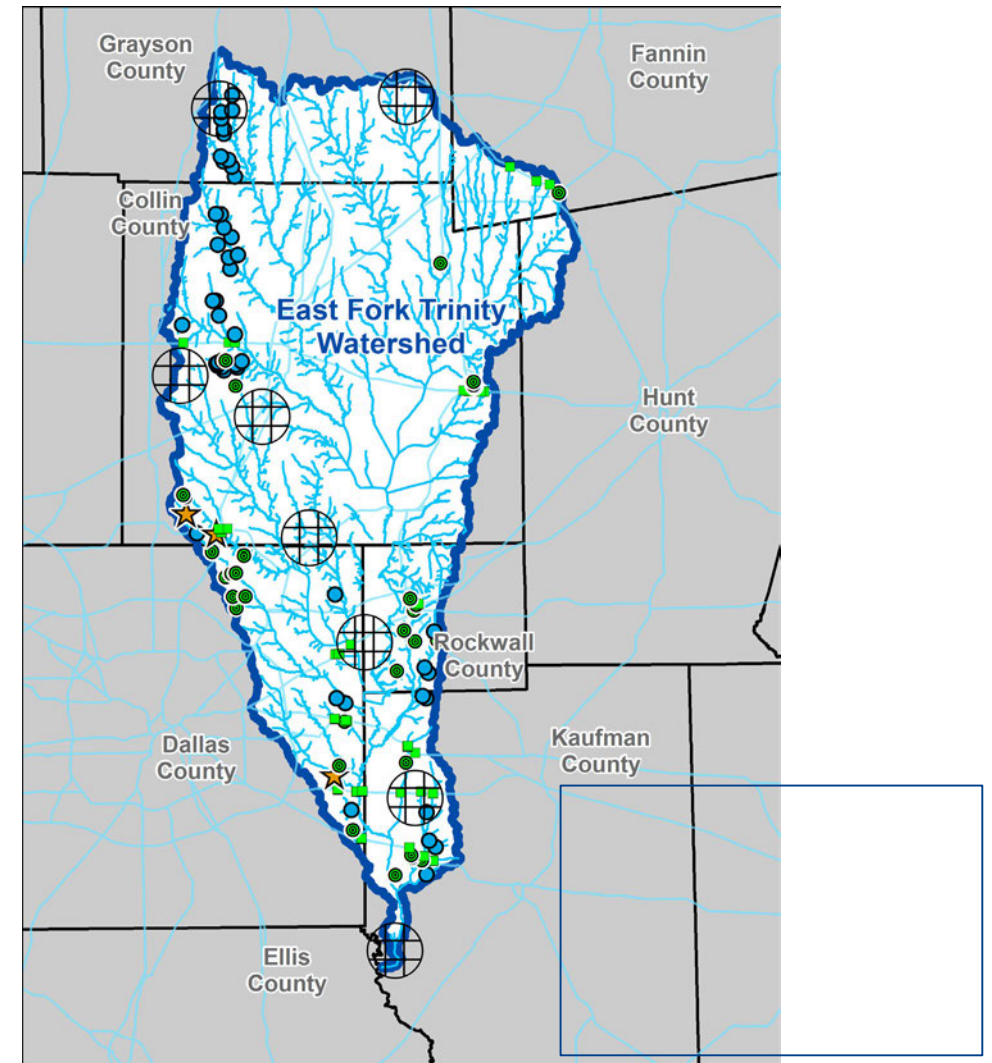 Grayson
County
Fannin
County
Collin
County
East Fork Trinity
Watershed
Hunt
County
Rockwall
County
Dallas
County
Kaufman
County
Ellis
County